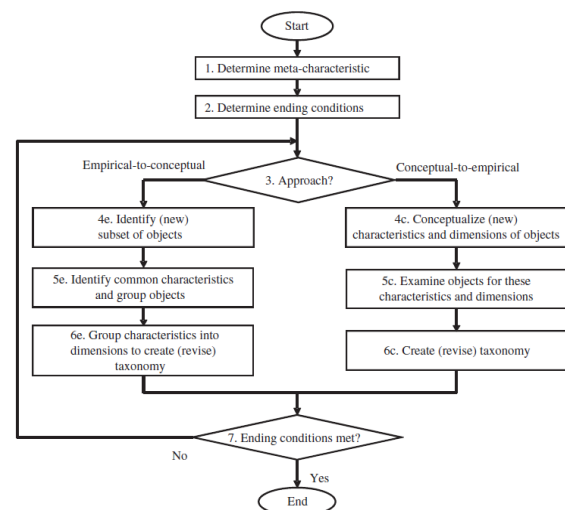 Start
1. Determine meta-characteristic
2. Determine ending conditions
Empirical-to-conceptual
Conceptual-to-empirical
3. Approach?
4e. Identify (new)
subset of objects
4c. Conceptualize (new)
characteristics and dimensions of objects
5e. Identify common characteristics
and group objects
5c. Examine objects for these
characteristics and dimensions
6e. Group characteristics into
dimensions to create (revise)
taxonomy
6c. Create (revise) taxonomy
7. Ending conditions met?
No
Yes
End